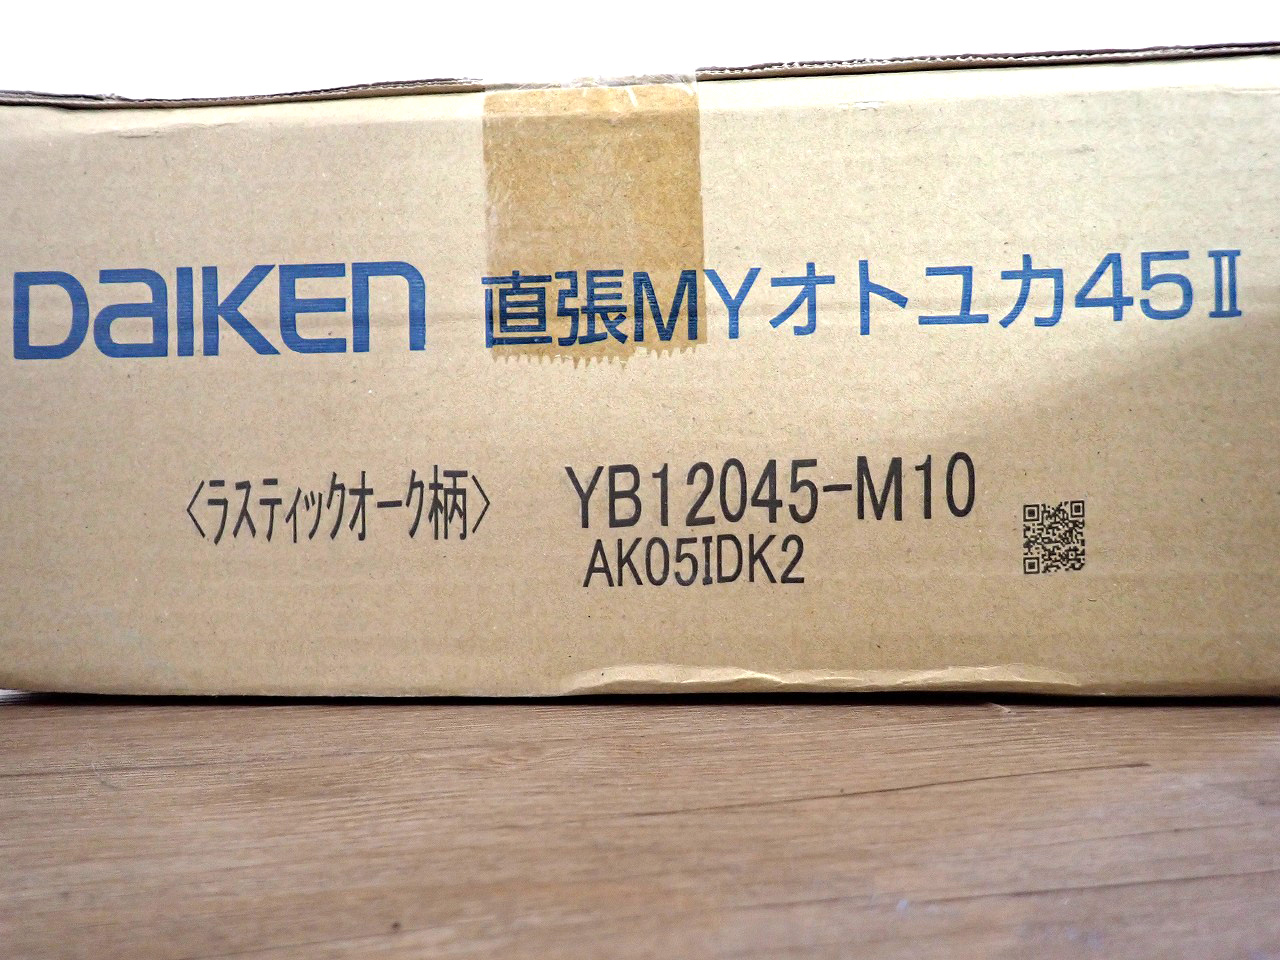 DAIKEN 直張MYオトユカ45Ⅱ
〈ラスティックオーク柄〉 YB12045-M10
AK05IDK2